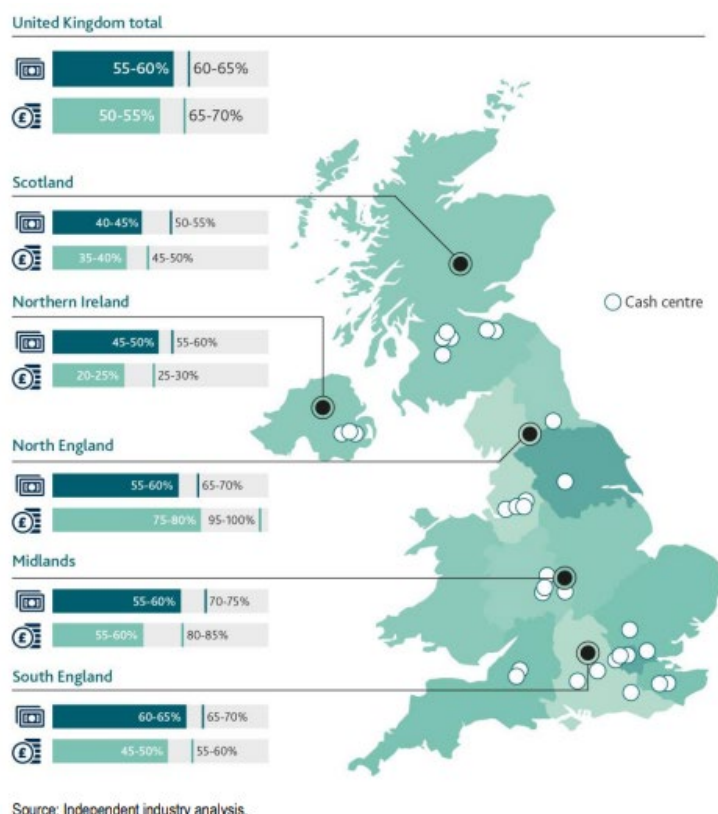 United Kingdom total
55-60% 60-65%
£ 50-55% 65-70%
Scotland
40-45% 50-55%
£ 35-40% 45-50%
Northern Ireland
Cash centre
45-50% 55-60%
£ 20-25% 25-30%
North England
55-60% 65-70%
£ 75-80% 95-100%
Midlands
55-60% 70-75%
£ 55-60% 80-85%
South England
60-65% 65-70%
£ 45-50% 55-60%
Source: Independent industry analysis.